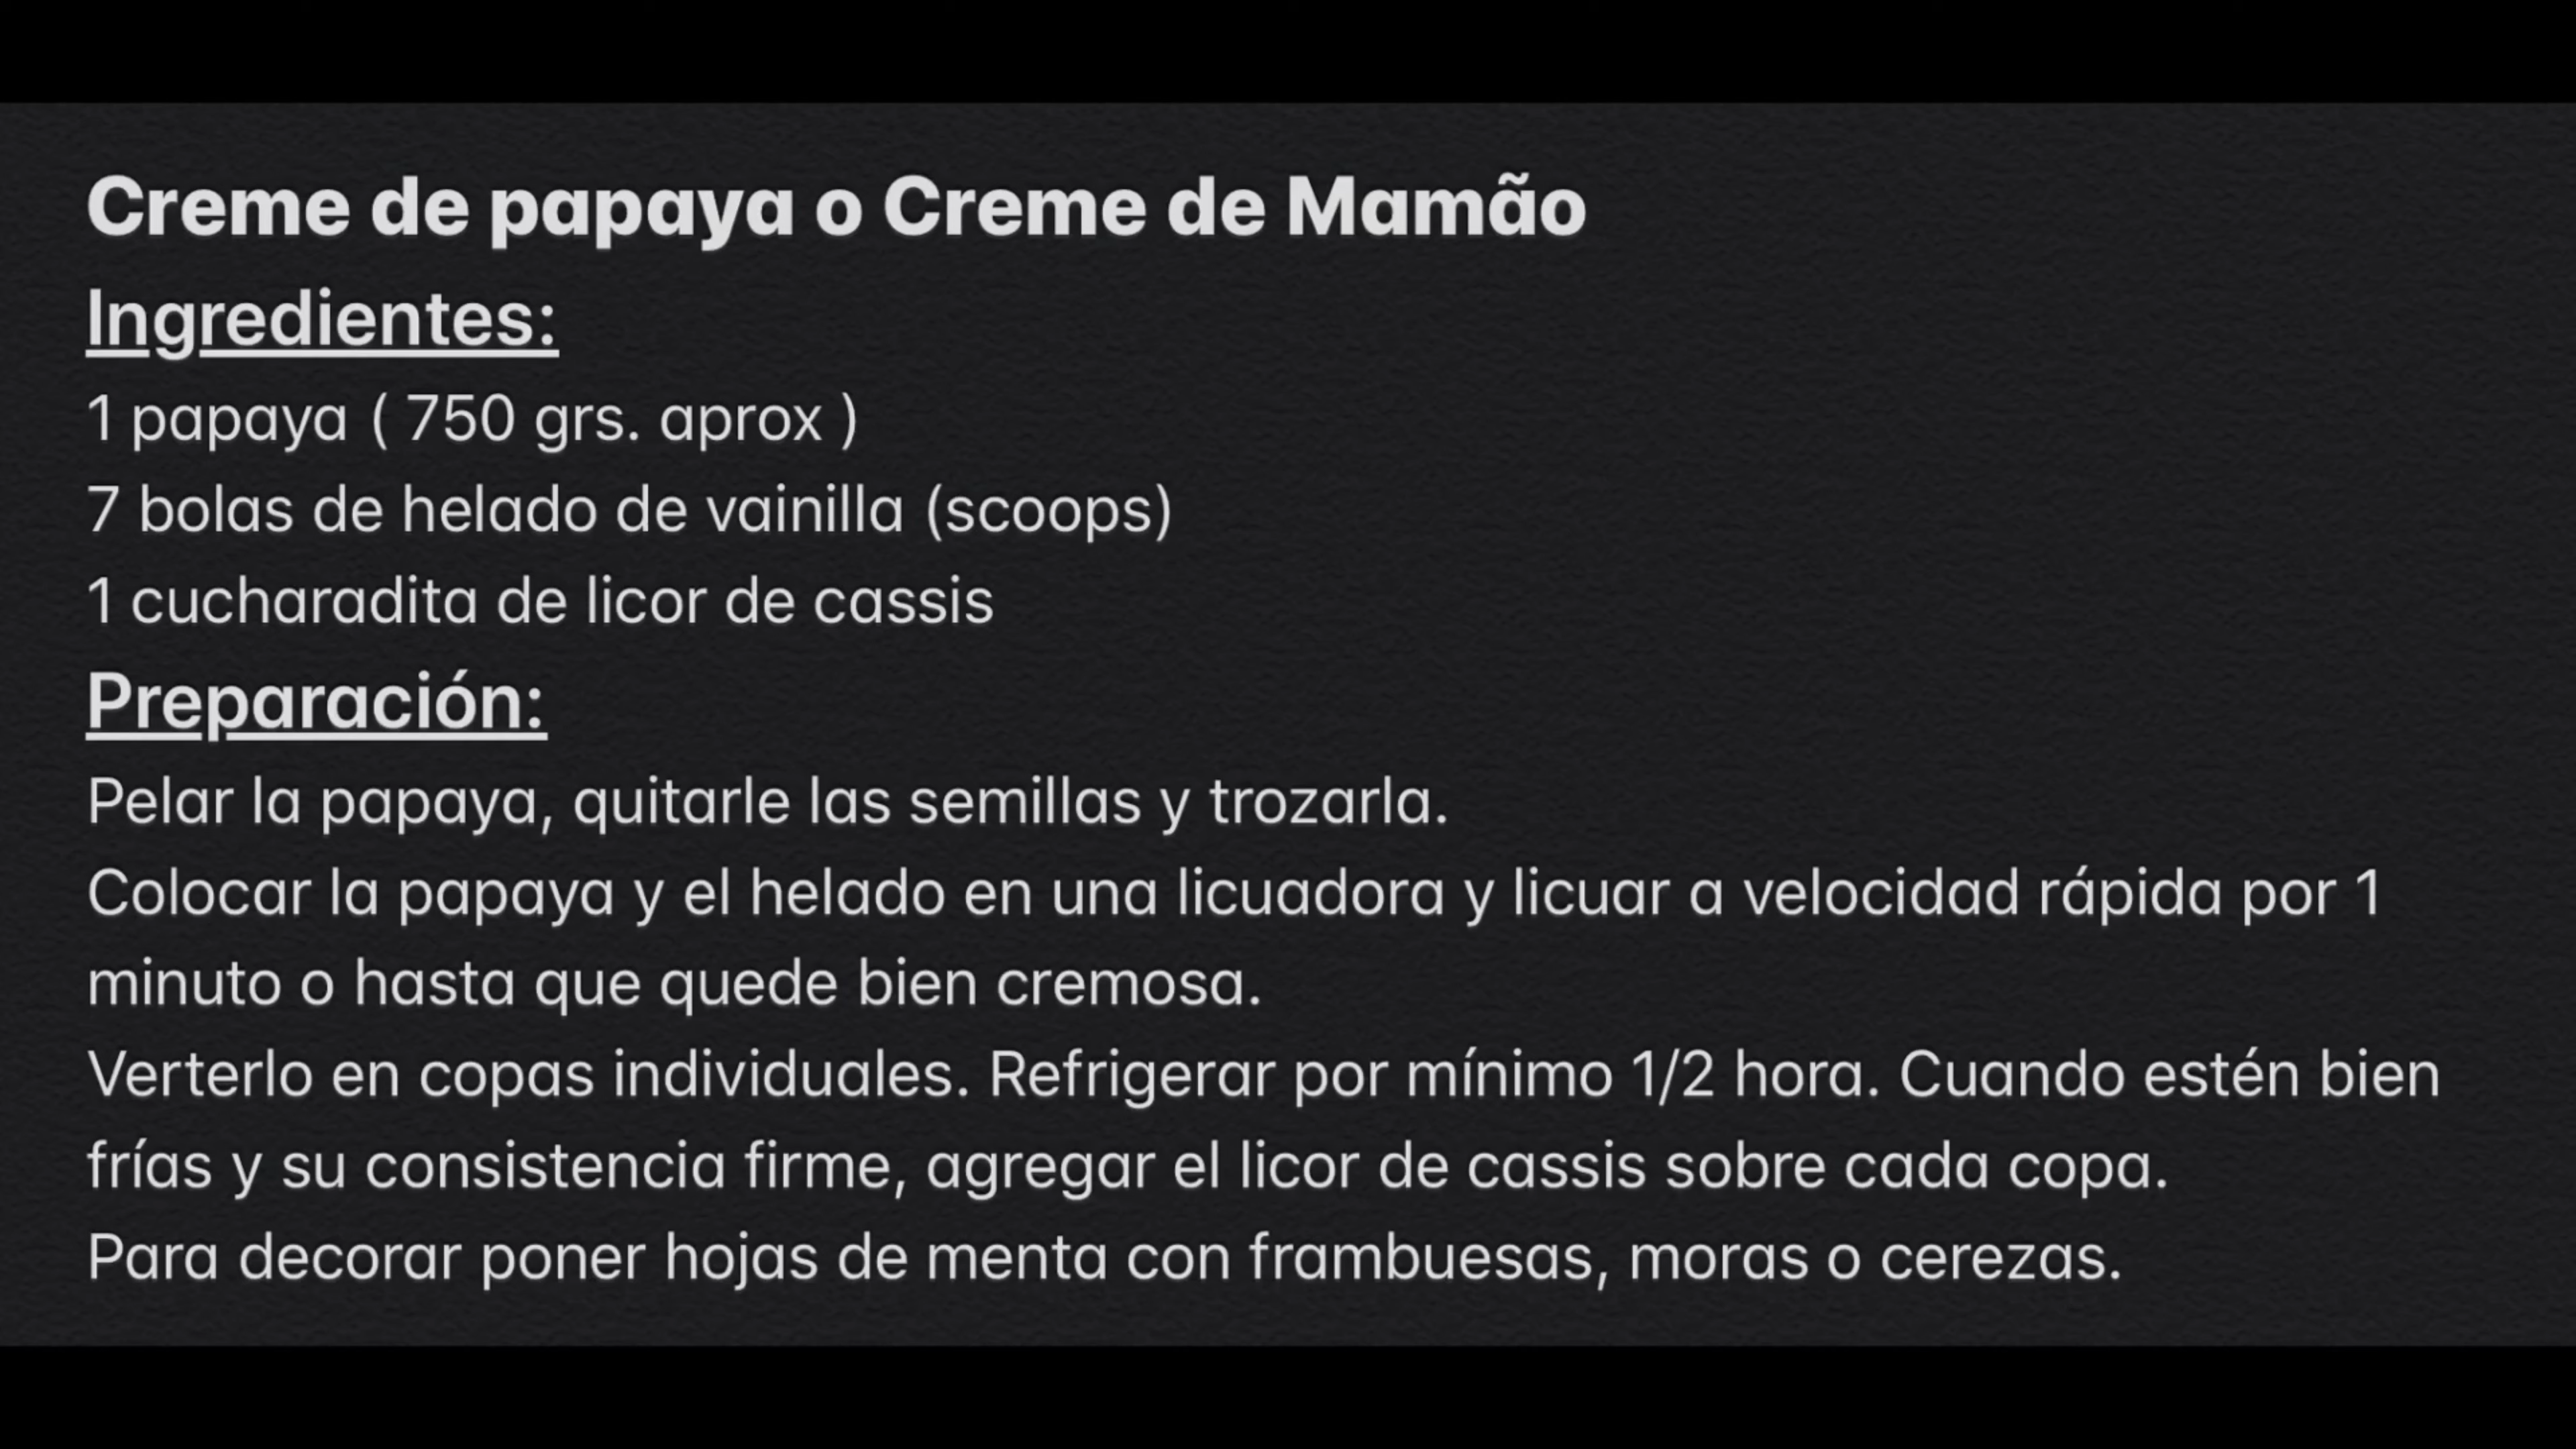 Creme de papaya o Creme de Mamão
Ingredientes:
1 papaya ( 750 grs. aprox )
7 bolas de helado de vainilla (scoops)
1 cucharadita de licor de cassis
Preparación:
Pelar la papaya, quitarle las semillas y trozarla.
Colocar la papaya y el helado en una licuadora y licuar a velocidad rápida por 1
minuto o hasta que quede bien cremosa.
Verterlo en copas individuales. Refrigerar por mínimo 1/2 hora. Cuando estén bien
frías y su consistencia firme, agregar el licor de cassis sobre cada copa.
Para decorar poner hojas de menta con frambuesas, moras o cerezas.